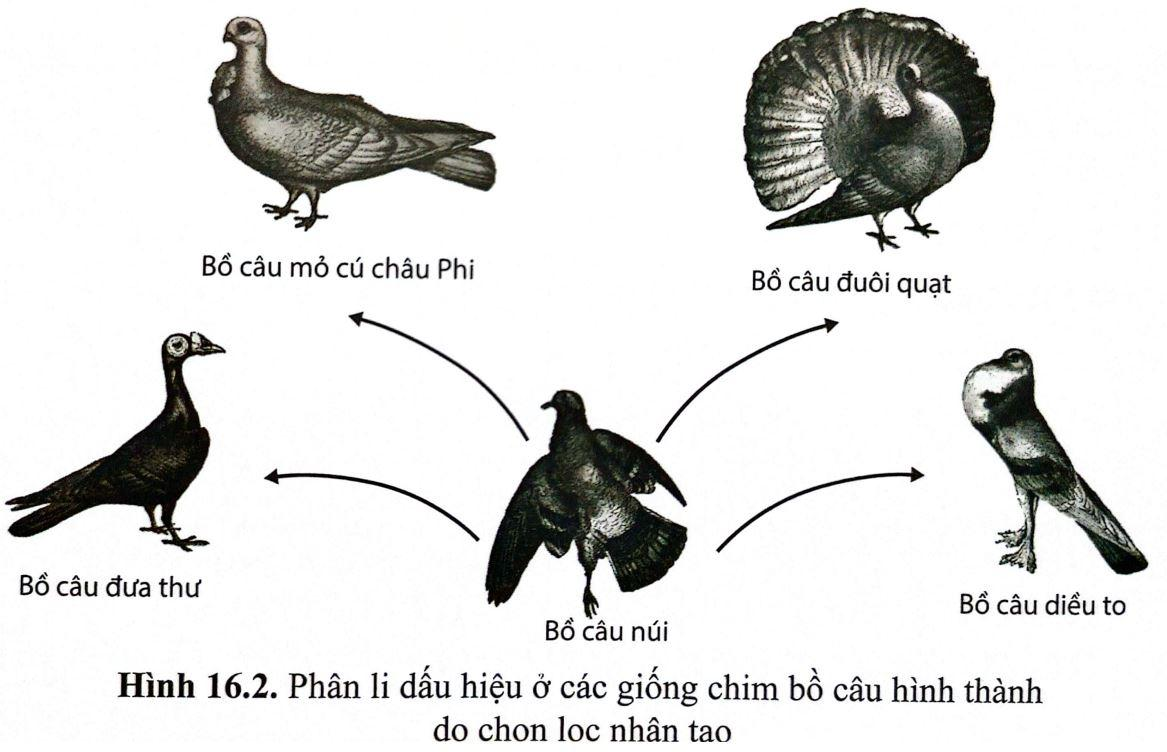 Bồ câu mỏ cú châu Phi
Bồ câu đuôi quạt
Bồ câu đưa thư
Bồ câu diều to
Bồ câu núi
Hình 16.2. Phân li dấu hiệu ở các giống chim bồ câu hình thành
do chọn lọc nhân tạo